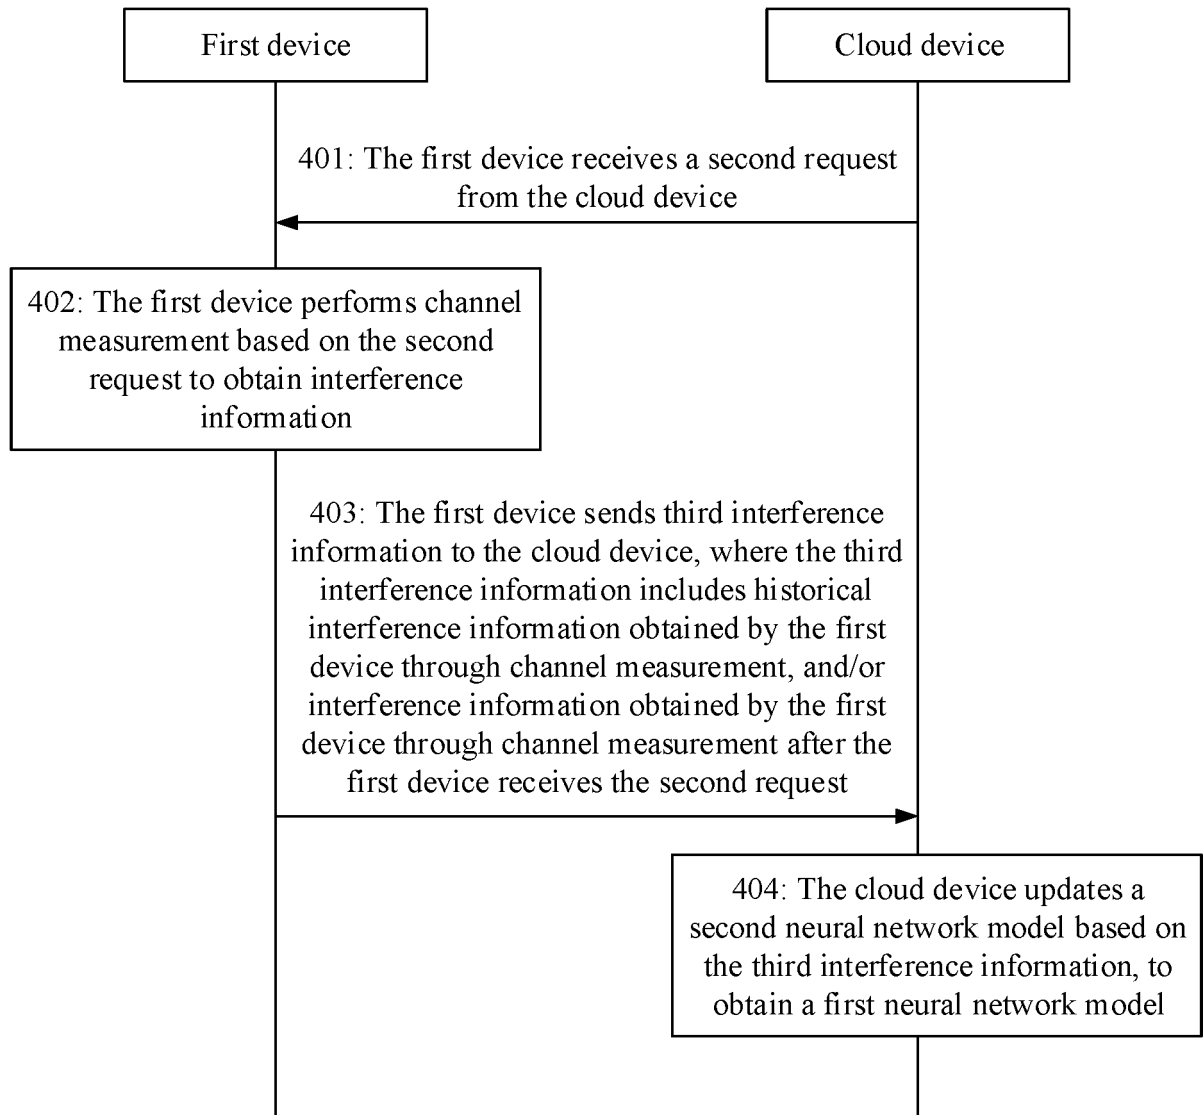 First device
Cloud device
401: The first device receives a second request
from the cloud device
402: The first device performs channel
measurement based on the second
request to obtain interference
information
403: The first device sends third interference
information to the cloud device, where the third
interference information includes historical
interference information obtained by the first
device through channel measurement, and/or
interference information obtained by the first
device through channel measurement after the
first device receives the second request
404: The cloud device updates a
second neural network model based on
the third interference information, to
obtain a first neural network model